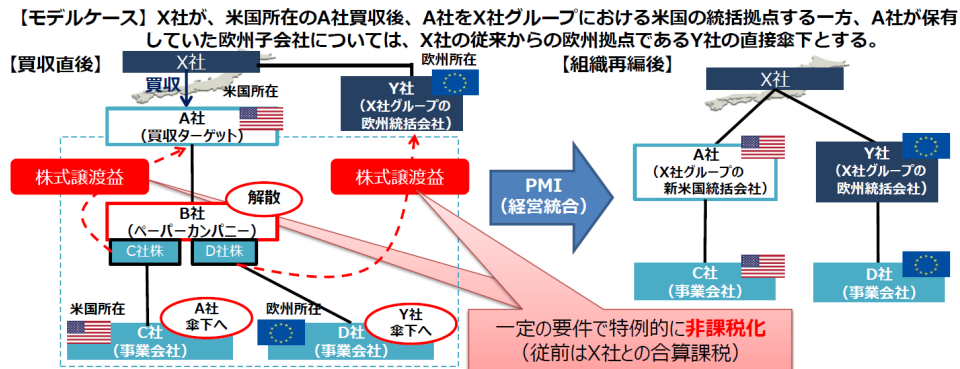 【モデルケース】X社が、米国所在のA社買収後、A社をX社グループにおける米国の統括拠点する一方、A社が保有
していた欧州子会社については、X社の従来からの欧州拠点であるY社の直接傘下とする。
【買収直後】
X社
買収
米国所在
A社
（買収ターゲット）
欧州所在
Y社
（X社グループの
欧州統括会社）
株式譲渡益
株式譲渡益
解散
B社
（ペーパーカンパニー）
C社株
D社株
米国所在
A社
傘下へ
C社
（事業会社）
欧州所在
Y社
傘下へ
D社
（事業会社）
PMI
（経営統合）
一定の要件で特例的に非課税化
（従前はX社との合算課税）
【組織再編後】
X社
A社
（X社グループの
新米国統括会社）
Y社
（X社グループの
欧州統括会社）
C社
（事業会社）
D社
（事業会社）